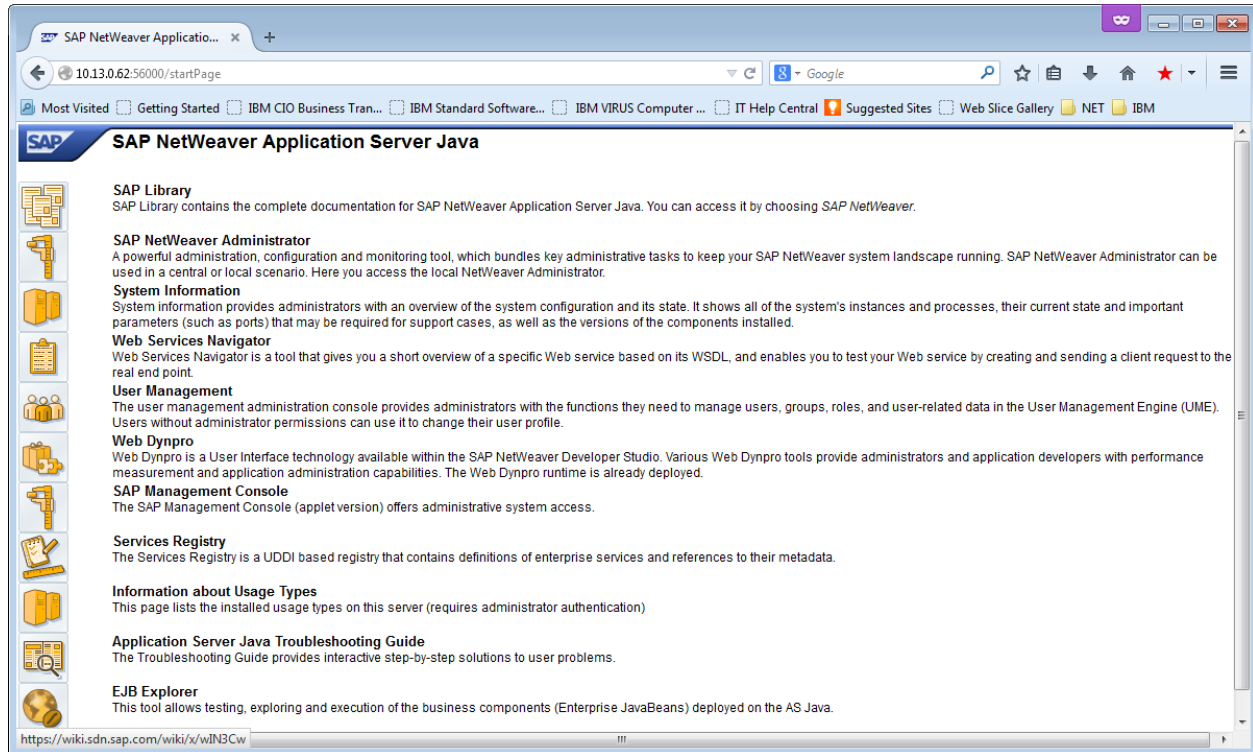 SAP NetWeaver Applicatio...
10.13.0.62:56000/startPage
Google
Most Visited Getting Started IBM CIO Business Tran... IBM Standard Software... IBM VIRUS Computer ... IT Help Central Suggested Sites Web Slice Gallery NET IBM
SAP SAP NetWeaver Application Server Java
SAP Library
SAP Library contains the complete documentation for SAP NetWeaver Application Server Java. You can access it by choosing SAP NetWeaver.
SAP NetWeaver Administrator
A powerful administration, configuration and monitoring tool, which bundles key administrative tasks to keep your SAP NetWeaver system landscape running. SAP NetWeaver Administrator can be
used in a central or local scenario. Here you access the local NetWeaver Administrator.
System Information
System information provides administrators with an overview of the system configuration and its state. It shows all of the system's instances and processes, their current state and important
parameters (such as ports) that may be required for support cases, as well as the versions of the components installed.
Web Services Navigator
Web Services Navigator is a tool that gives you a short overview of a specific Web service based on its WSDL, and enables you to test your Web service by creating and sending a client request to the
real end point.
User Management
The user management administration console provides administrators with the functions they need to manage users, groups, roles, and user-related data in the User Management Engine (UME).
Users without administrator permissions can use it to change their user profile.
Web Dynpro
Web Dynpro is a User Interface technology available within the SAP NetWeaver Developer Studio. Various Web Dynpro tools provide administrators and application developers with performance
measurement and application administration capabilities. The Web Dynpro runtime is already deployed.
SAP Management Console
The SAP Management Console (applet version) offers administrative system access.
Services Registry
The Services Registry is a UDDI based registry that contains definitions of enterprise services and references to their metadata.
Information about Usage Types
This page lists the installed usage types on this server (requires administrator authentication)
Application Server Java Troubleshooting Guide
The Troubleshooting Guide provides interactive step-by-step solutions to user problems.
EJB Explorer
This tool allows testing, exploring and execution of the business components (Enterprise JavaBeans) deployed on the AS Java.
https://wiki.sdn.sap.com/wiki/x/wIN3Cw